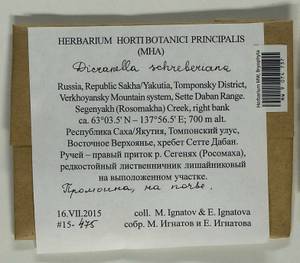 HERBARIUM HORTI BOTANICI PRINCIPALIS
(MHA)
Dicranella schreberiana
Russia, Republic Sakha/Yakutia, Tomponsky District,
Verkhoyansky Mountain system, Sette Daban Range.
Segenyakh (Rosomakha) Creek, right bank
ca. 63°03.5' N – 137°56.5' E; 700 m alt.
Республика Саха/Якутия, Томпонский улус,
Восточное Верхоянье, хребет Сетте Дабан.
Ручей – правый приток р. Сегенях (Росомаха),
редкостойный лиственничник лишайниковый
на выположенном участке.
Промоина, на почве.
16.VII.2015 coll. M. Ignatov & E. Ignatova
#15- 475 собр. М. Игнатов и Е. Игнатова
Herbarium MW, Bryophyta